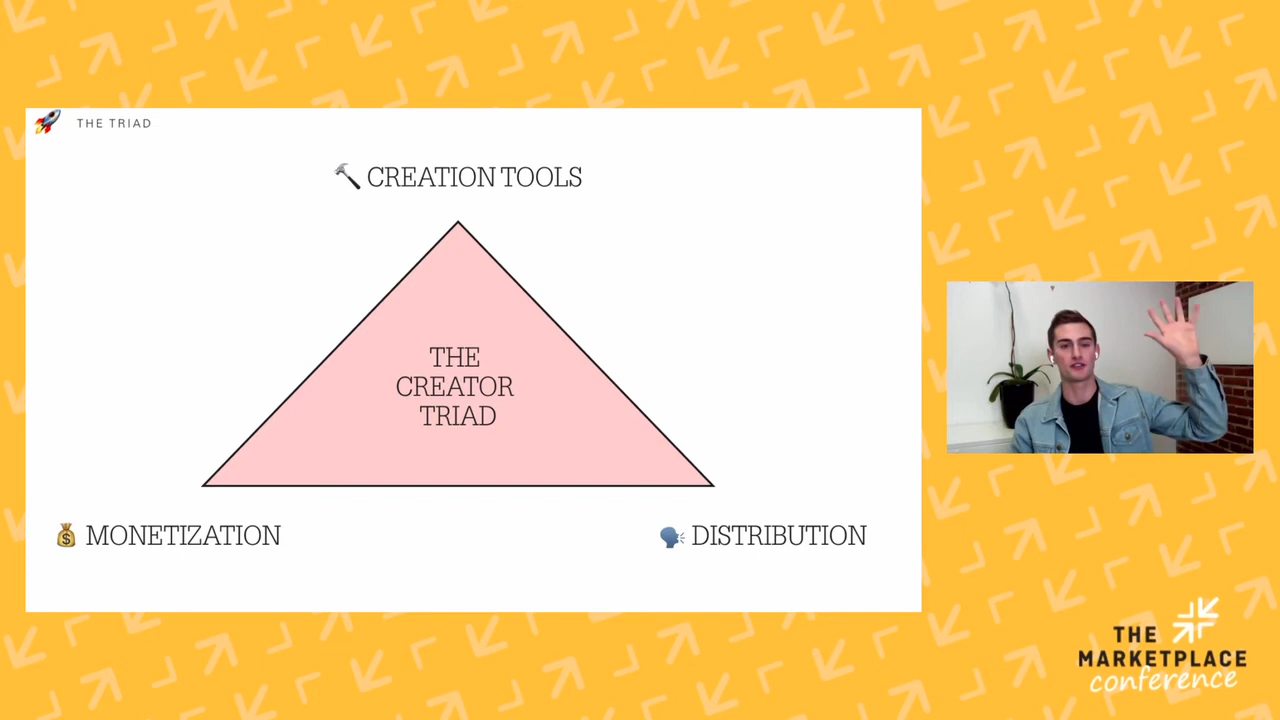 THE TRIAD
CREATION TOOLS
THE
CREATOR
TRIAD
MONETIZATION
DISTRIBUTION
THE
MARKETPLACE
conference